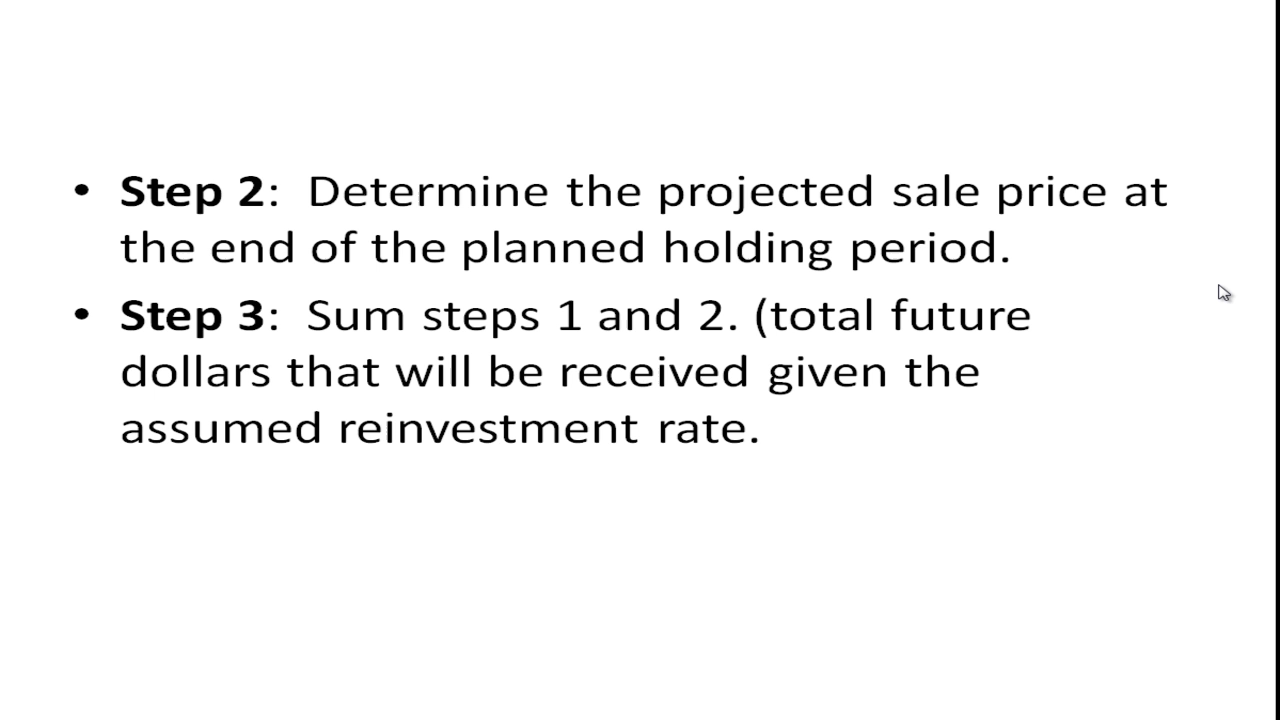 • Step 2:  Determine the projected sale price at
the end of the planned holding period.
• Step 3:  Sum steps 1 and 2. (total future
dollars that will be received given the
assumed reinvestment rate.